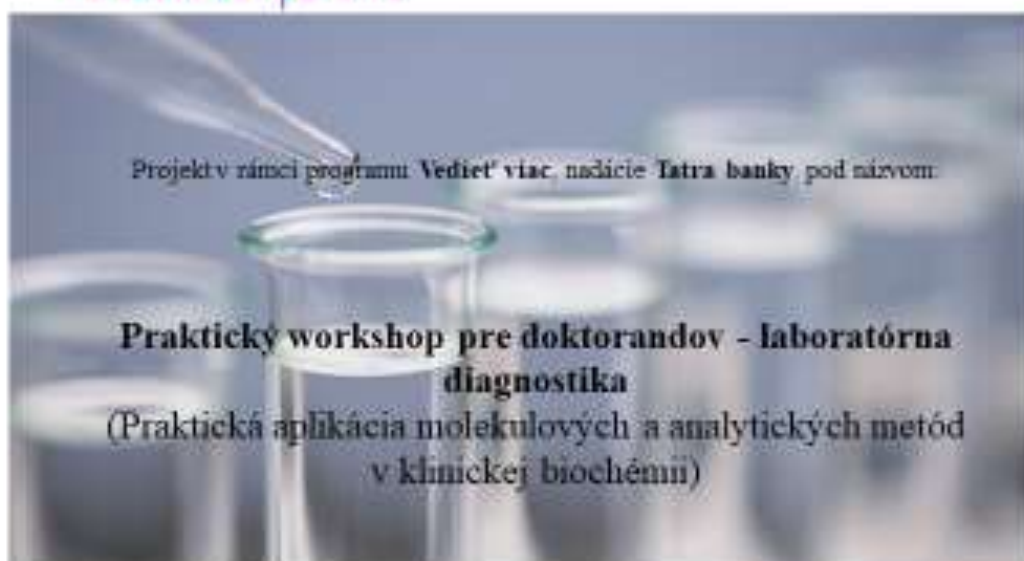 Projekt v rámci programu Vedieť viac, nadácie Tatra banky pod názvom:
Praktický workshop pre doktorandov - laboratórna
diagnostika
(Praktická aplikácia molekulových a analytických metód
v klinickej biochémii)